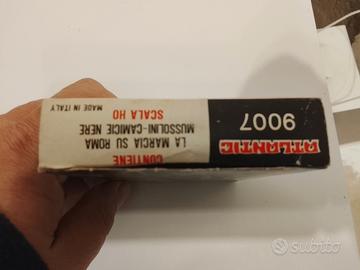 ATLANTIC
9007
CONTIENE
LA MARCIA SU ROMA
MUSSOLINI-CAMICIE NERE
SCALA HO
MADE IN ITALY
subito